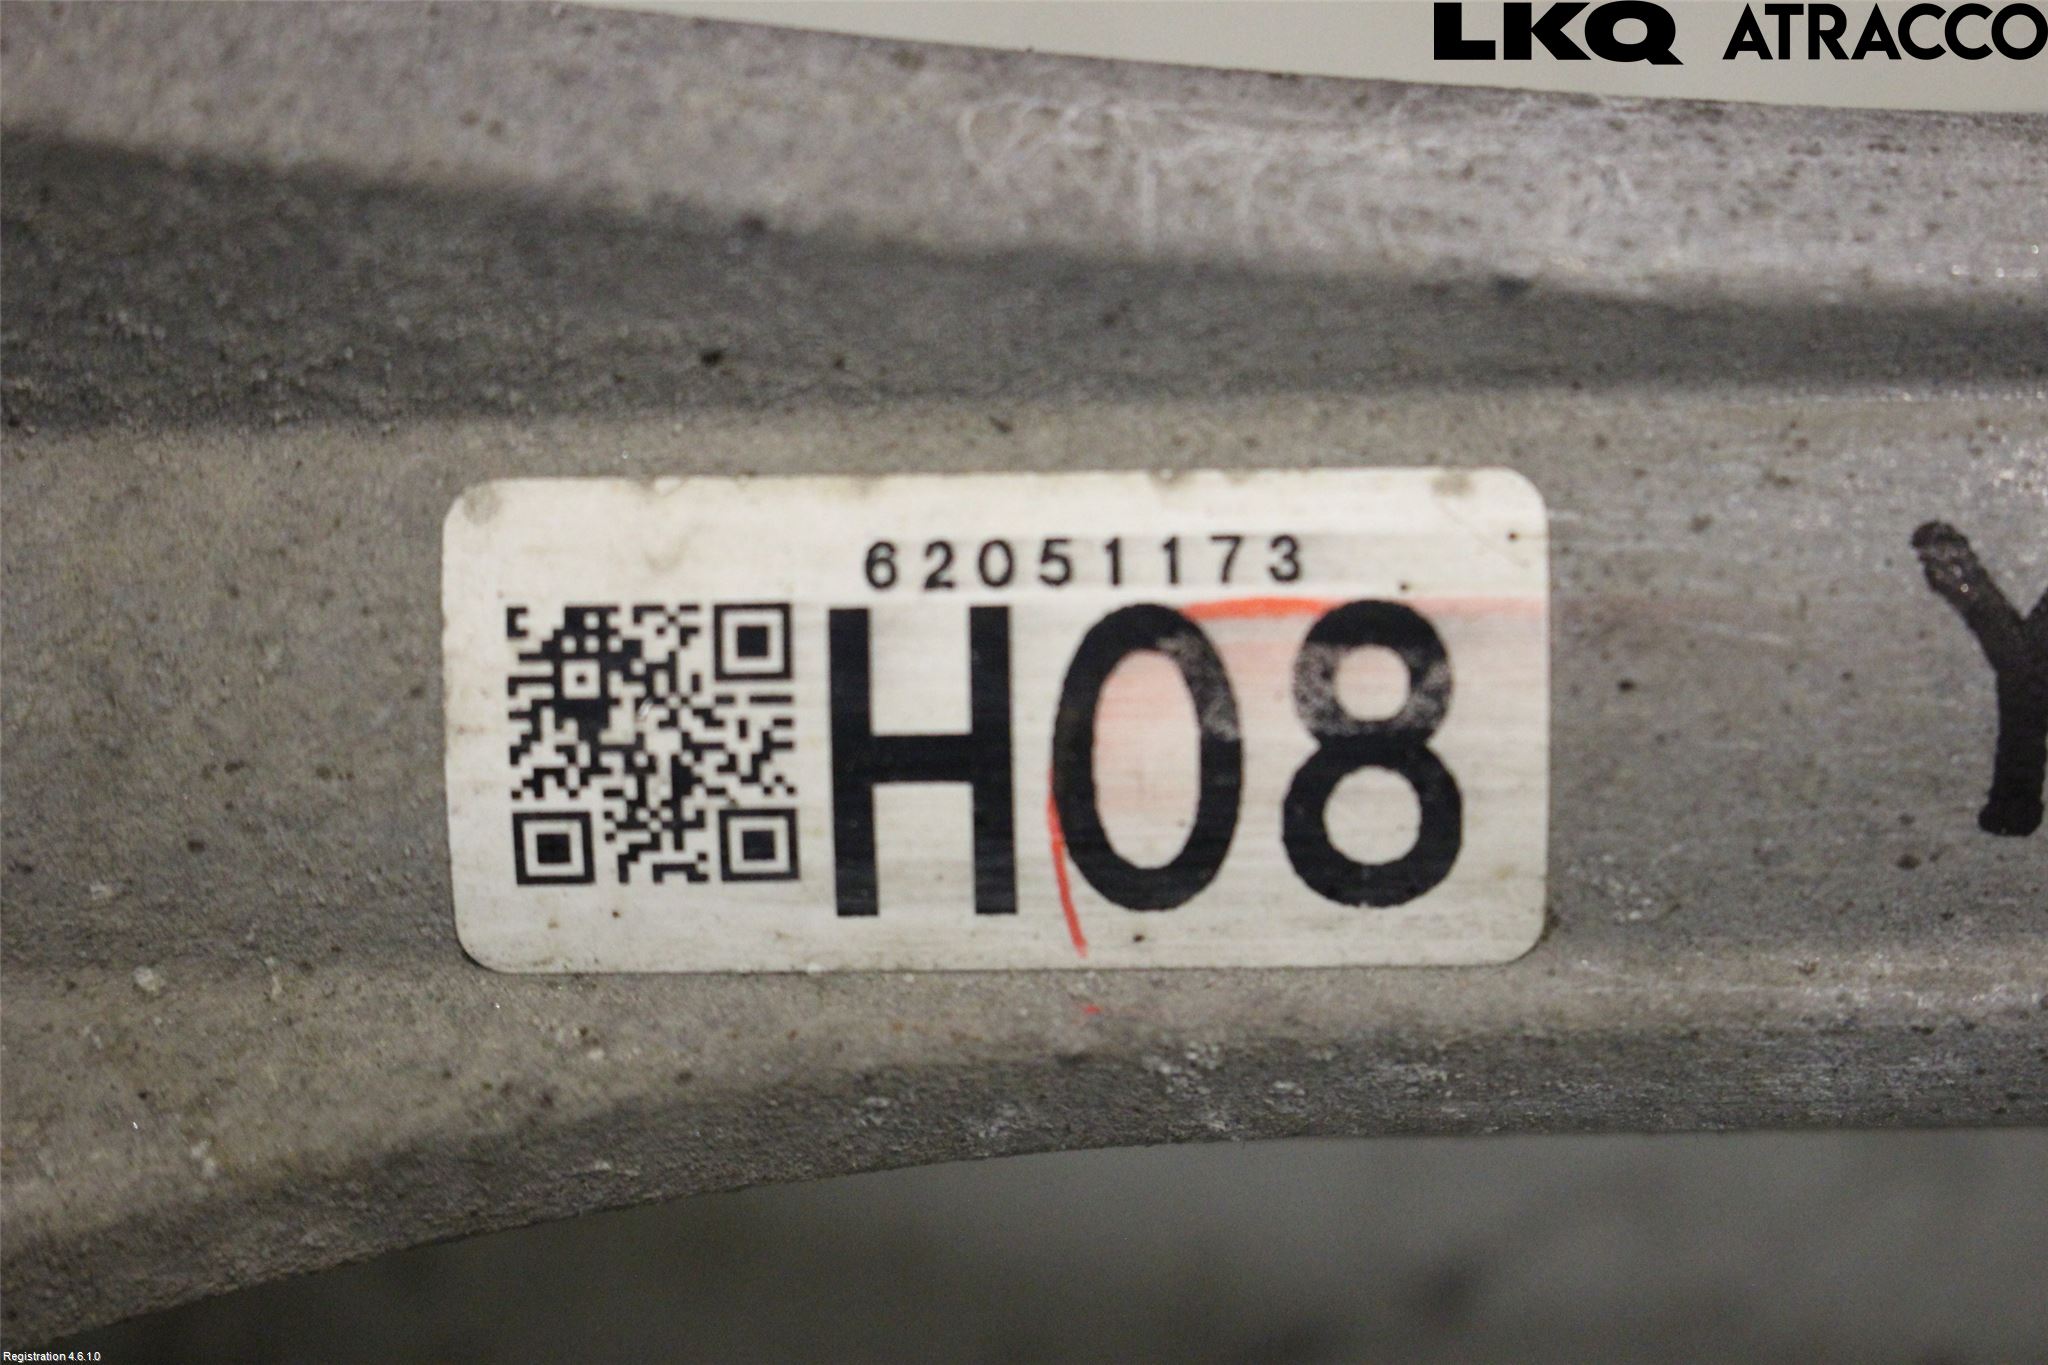 LKQ ATRACCO
62051173
H08
Y
Registration 4.6.1.0